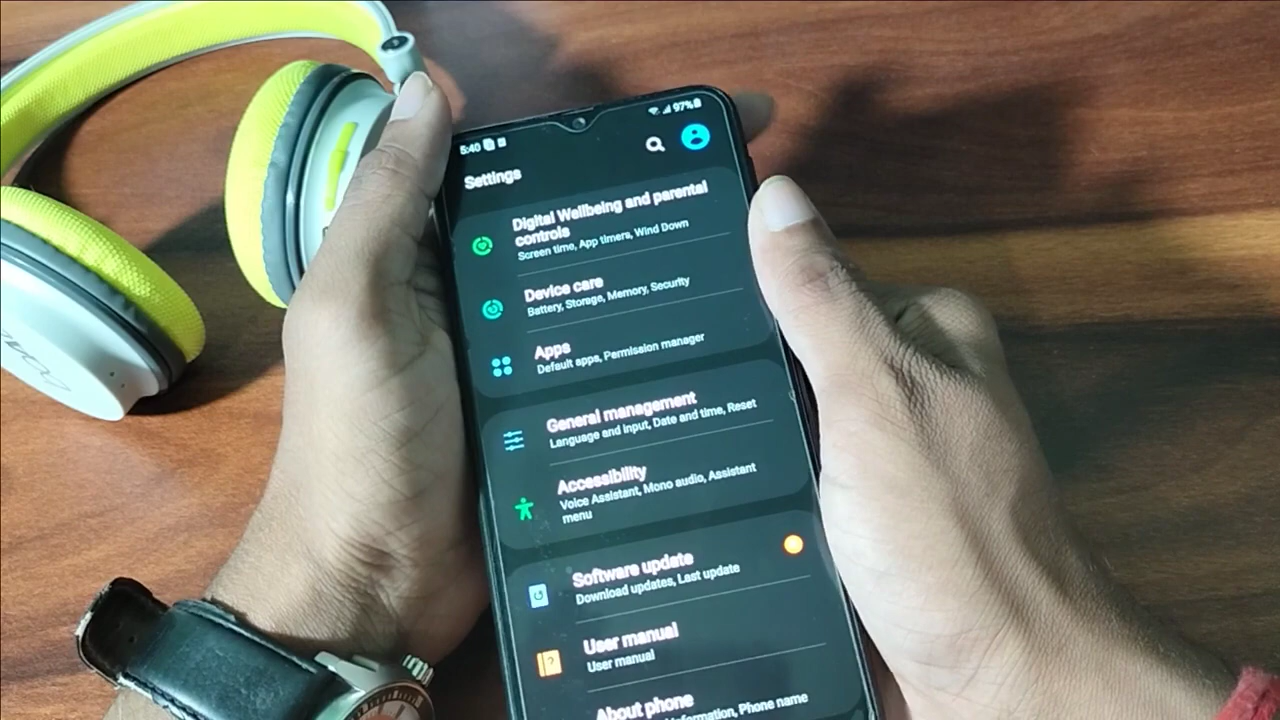 5:40
97%
Settings
Digital Wellbeing and parental
controls
Screen time, App timers, Wind Down
Device care
Battery, Storage, Memory, Security
Apps
Default apps, Permission manager
General management
Language and input, Date and time, Reset
Accessibility
Voice Assistant, Mono audio, Assistant
menu
Software update
Download updates, Last update
User manual
User manual
About phone
Phone name